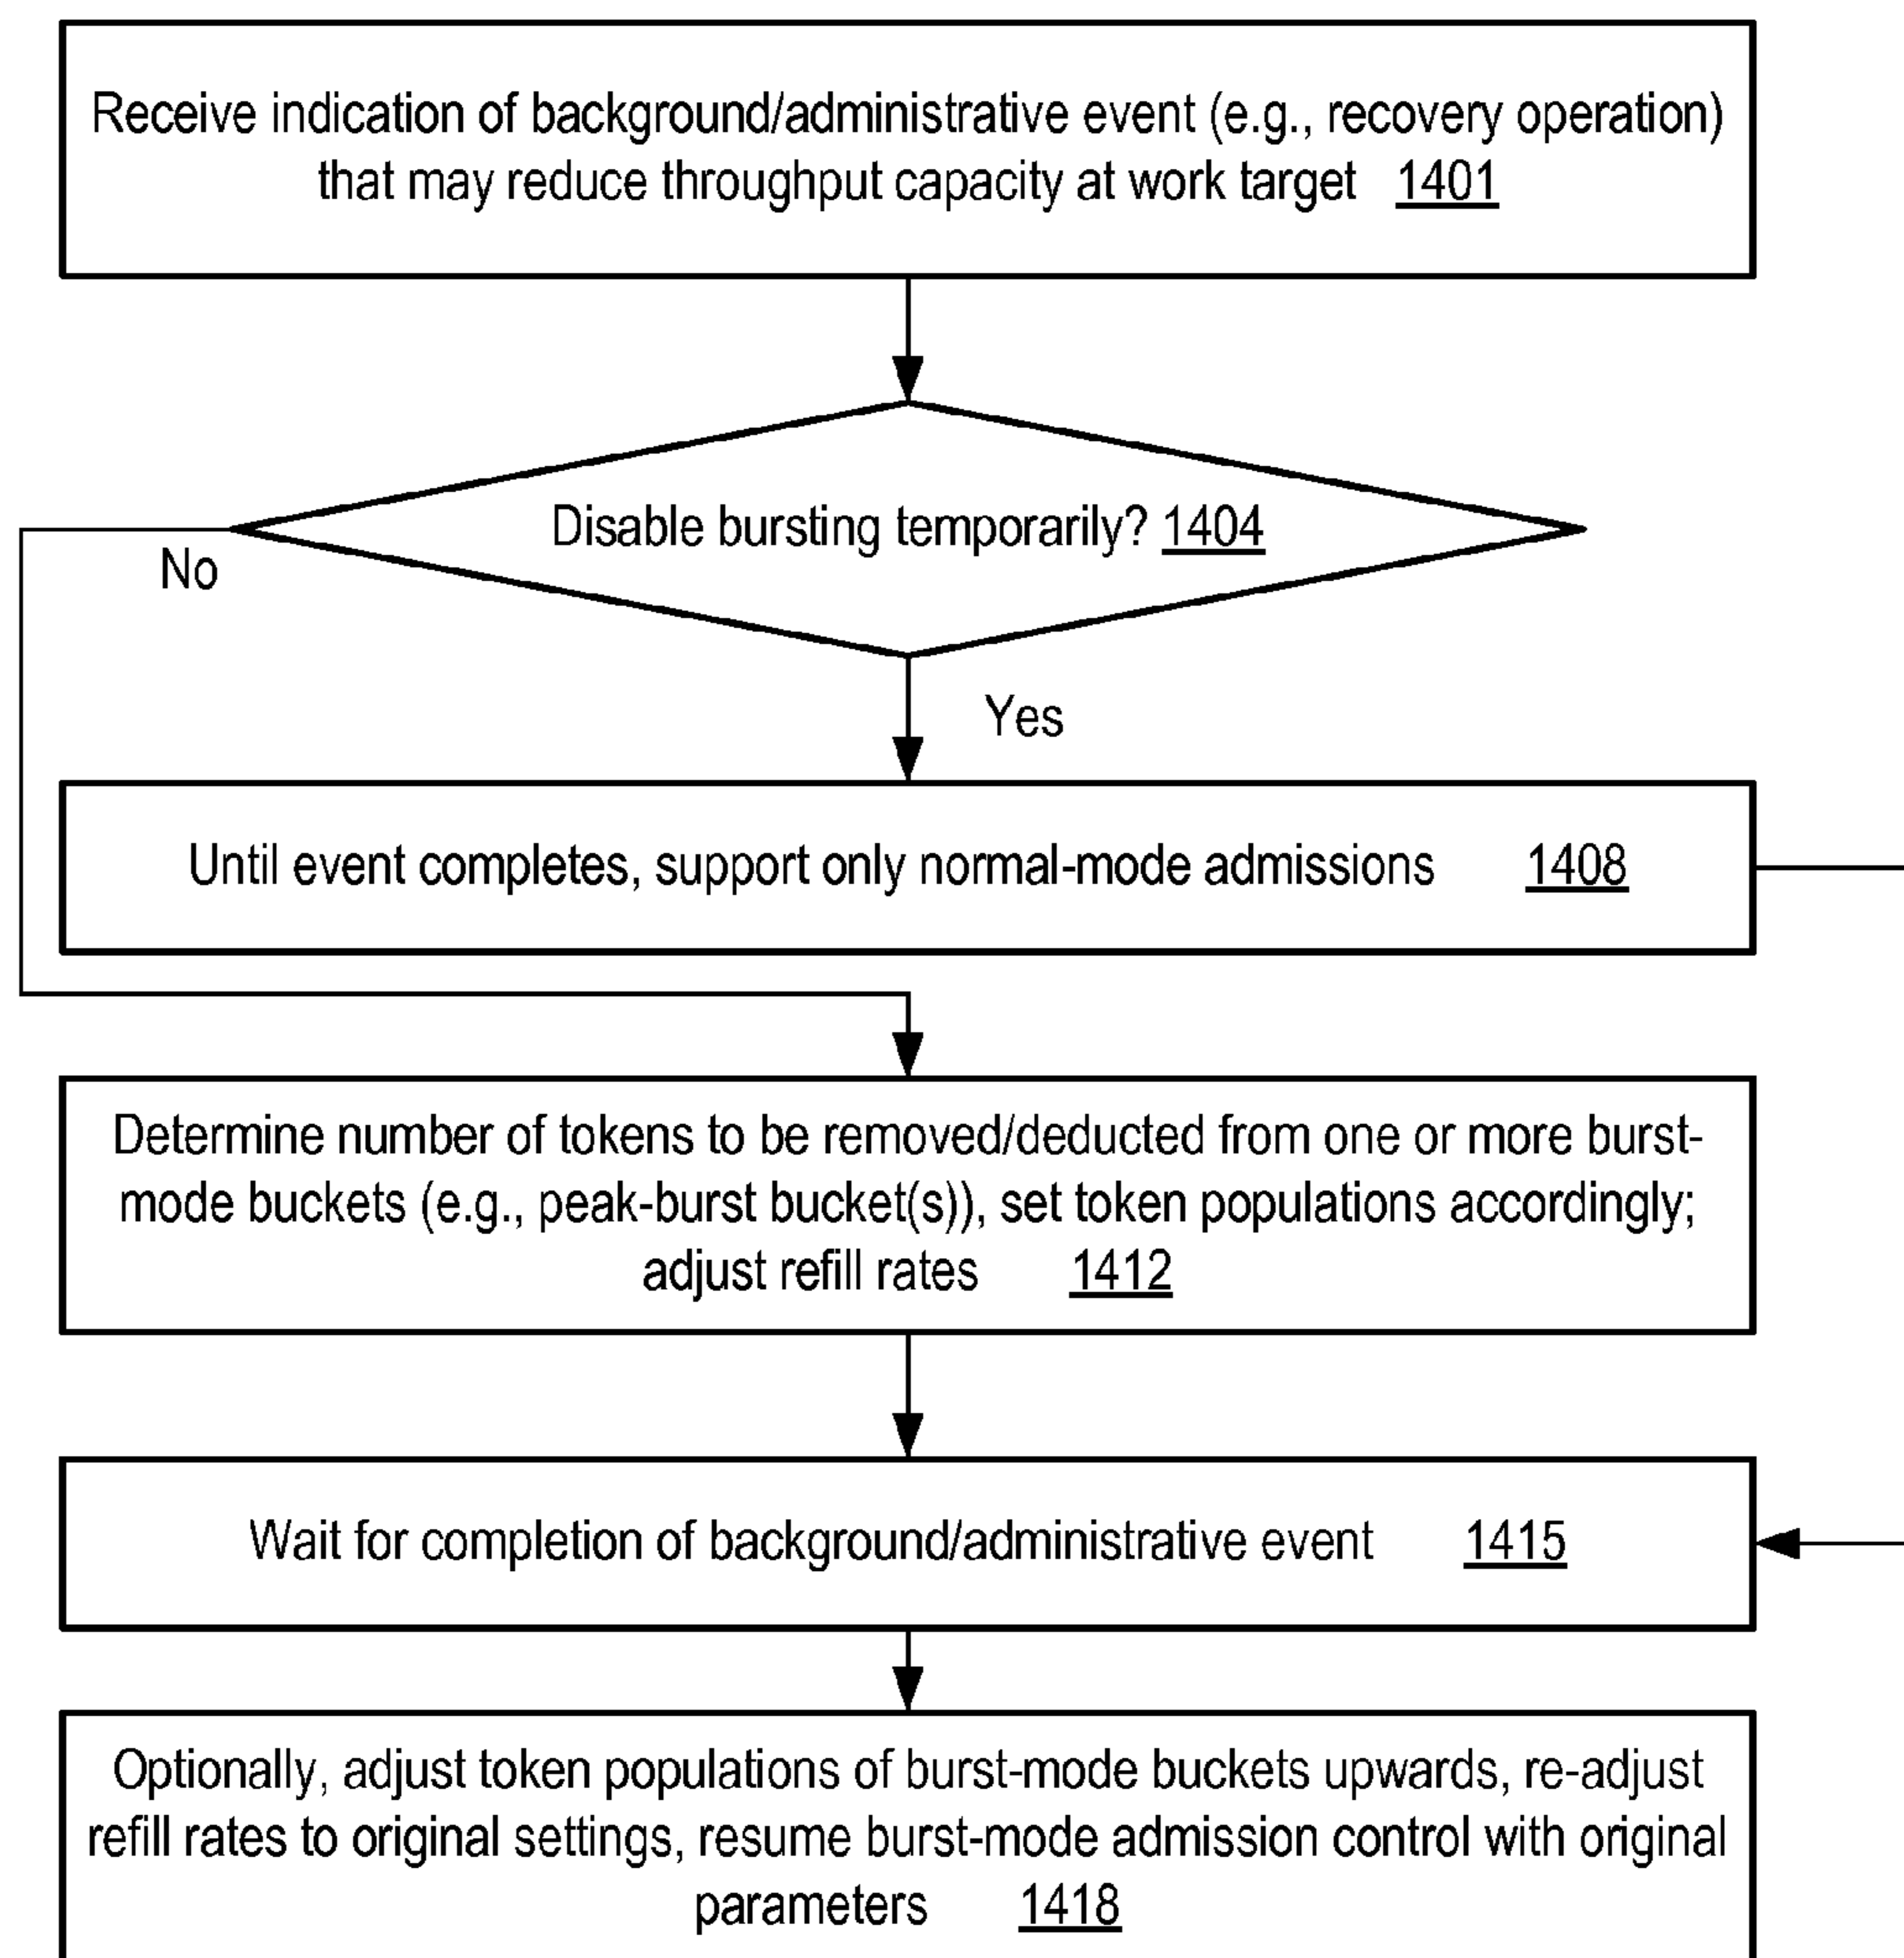 Receive indication of background/administrative event (e.g., recovery operation)
that may reduce throughput capacity at work target 1401
Disable bursting temporarily? 1404
No
Yes
Until event completes, support only normal-mode admissions 1408
Determine number of tokens to be removed/deducted from one or more burst-
mode buckets (e.g., peak-burst bucket(s)), set token populations accordingly;
adjust refill rates 1412
Wait for completion of background/administrative event 1415
Optionally, adjust token populations of burst-mode buckets upwards, re-adjust
refill rates to original settings, resume burst-mode admission control with original
parameters 1418